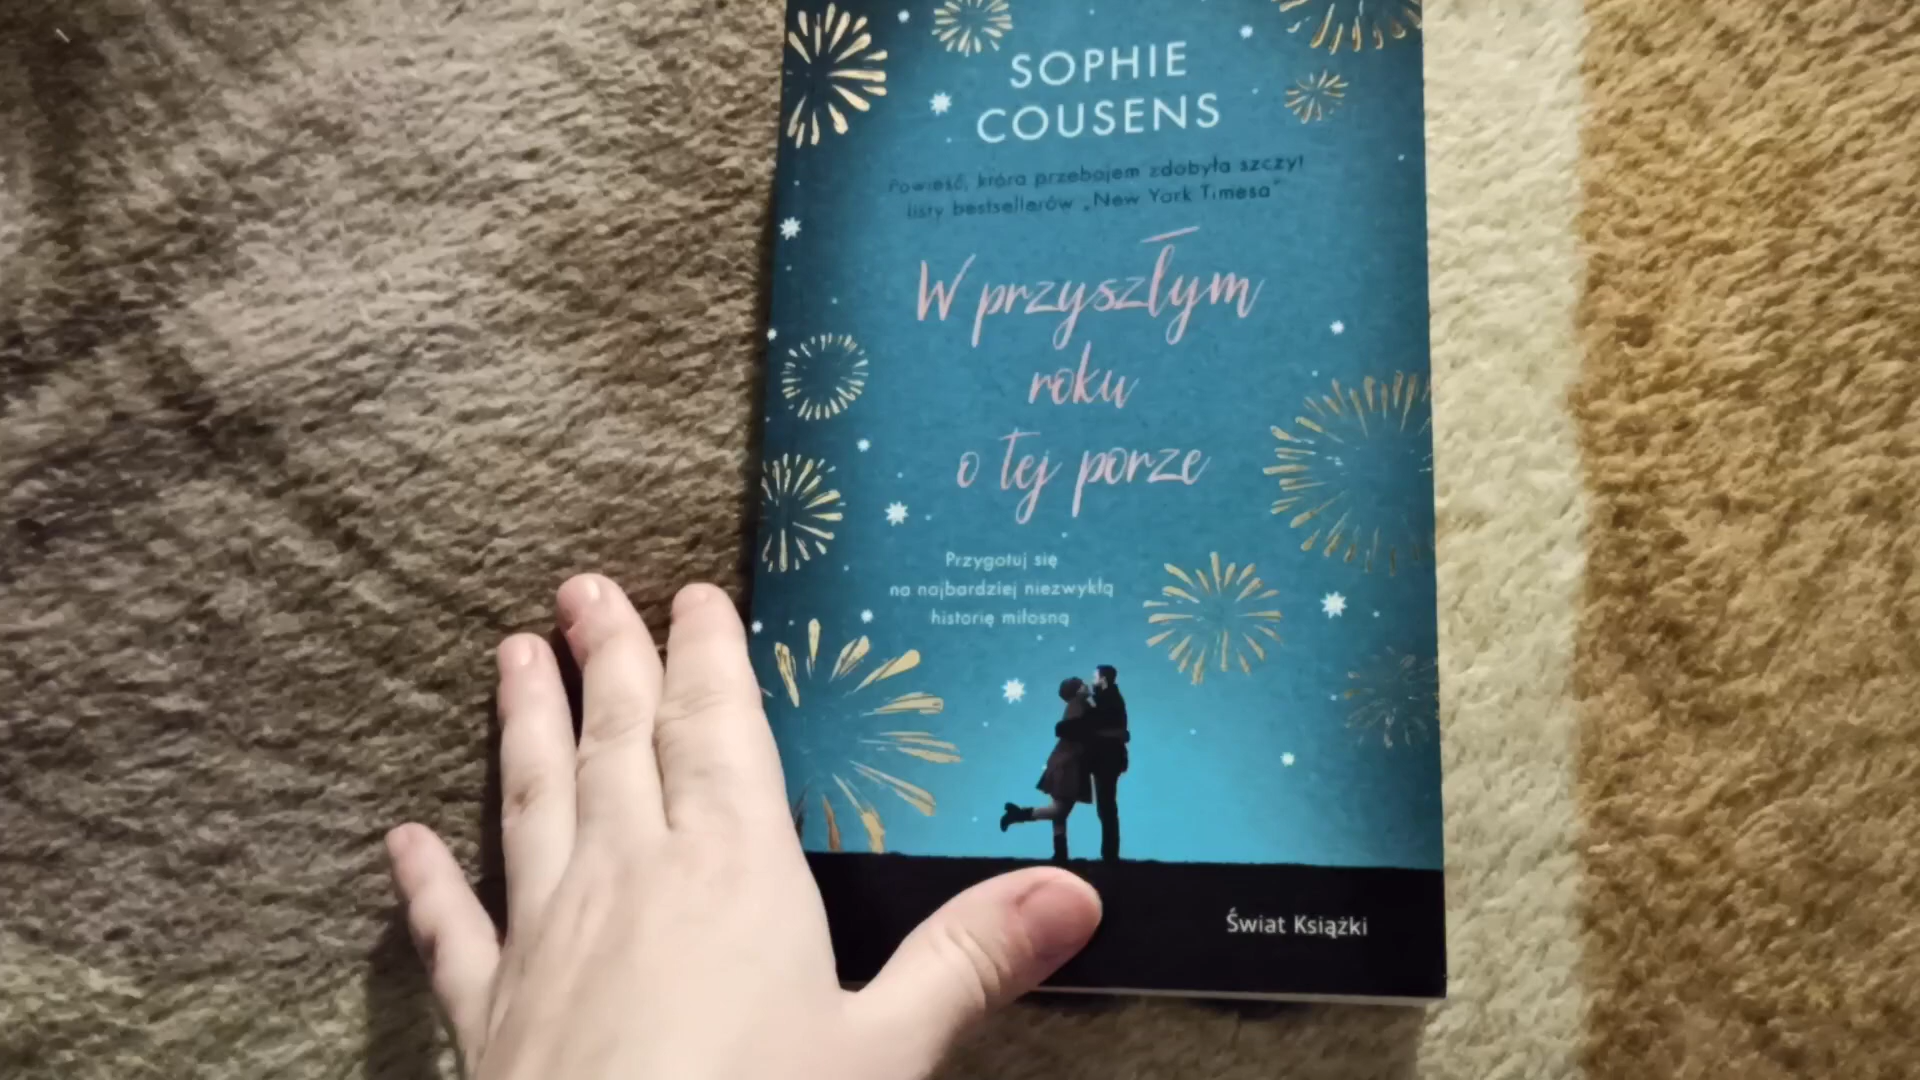 SOPHIE
COUSENS
Powieść, która przebojem zdobyła szczyt
listy bestsellerów „New York Timesa”
W przyszłym
roku
o tej porze
Przygotuj się
na najbardziej niezwykłą
historię miłosną
Świat Książki